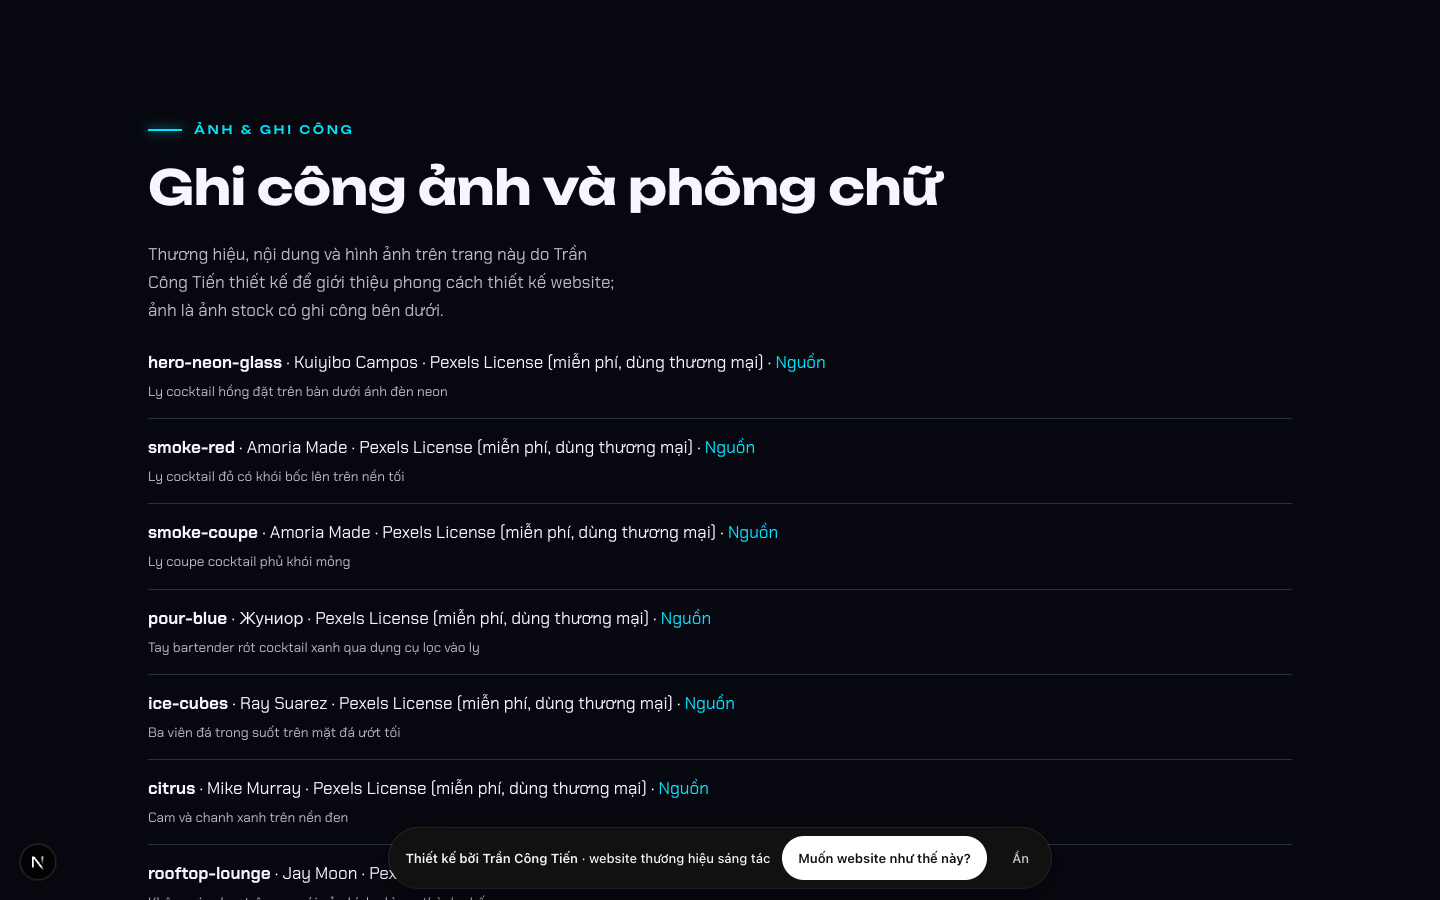 ẢNH & GHI CÔNG
Ghi công ảnh và phông chữ
Thương hiệu, nội dung và hình ảnh trên trang này do Trần
Công Tiến thiết kế để giới thiệu phong cách thiết kế website;
ảnh là ảnh stock có ghi công bên dưới.
hero-neon-glass · Kuiyibo Campos · Pexels License (miễn phí, dùng thương mại) · Nguồn
Ly cocktail hồng đặt trên bàn dưới ánh đèn neon
smoke-red · Amoria Made · Pexels License (miễn phí, dùng thương mại) · Nguồn
Ly cocktail đỏ có khói bốc lên trên nền tối
smoke-coupe · Amoria Made · Pexels License (miễn phí, dùng thương mại) · Nguồn
Ly coupe cocktail phủ khói mỏng
pour-blue · Жуниор · Pexels License (miễn phí, dùng thương mại) · Nguồn
Tay bartender rót cocktail xanh qua dụng cụ lọc vào ly
ice-cubes · Ray Suarez · Pexels License (miễn phí, dùng thương mại) · Nguồn
Ba viên đá trong suốt trên mặt đá ướt tối
citrus · Mike Murray · Pexels License (miễn phí, dùng thương mại) · Nguồn
Cam và chanh xanh trên nền đen
rooftop-lounge · Jay Moon ·
Thiết kế bởi Trần Công Tiến · website thương hiệu sáng tác
Muốn website như thế này?
Ẩn
N